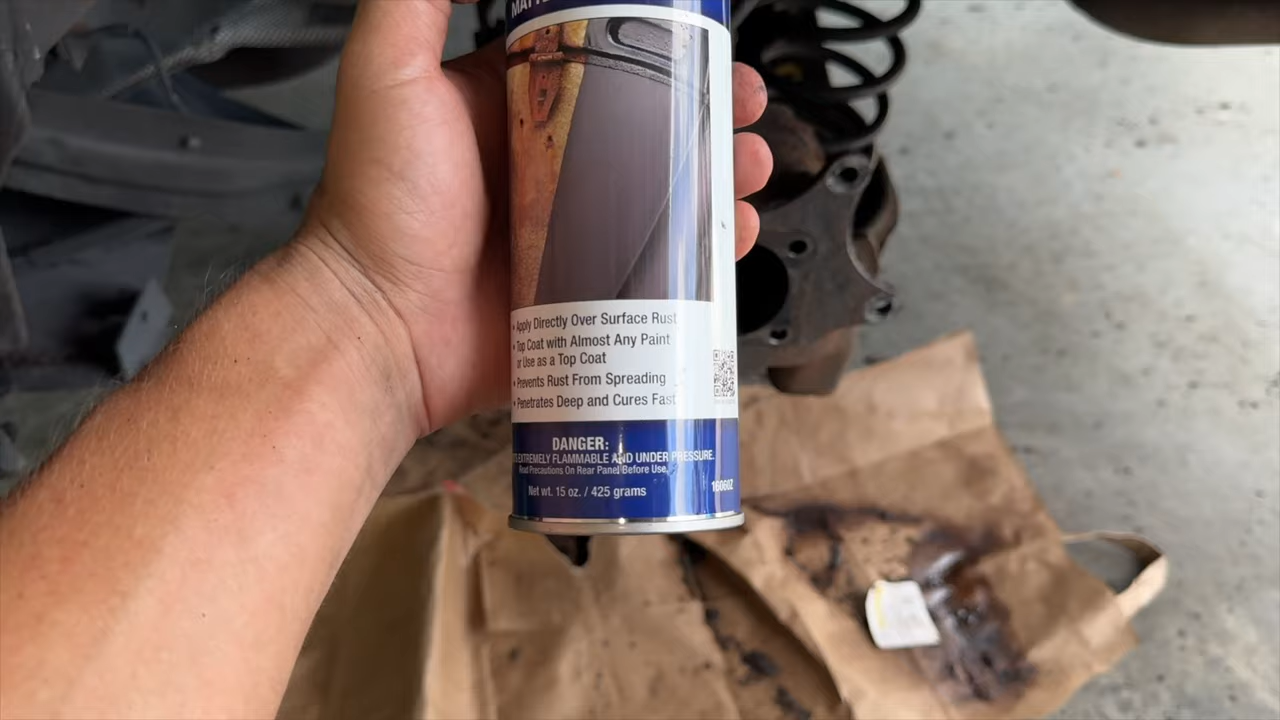 • Apply Directly Over Surface Rust
• Top Coat with Almost Any Paint
or Use as a Top Coat
• Prevents Rust From Spreading
• Penetrates Deep and Cures Fast
DANGER:
EXTREMELY FLAMMABLE AND UNDER PRESSURE.
Read Precautions On Rear Panel Before Use.
Net wt. 15 oz. / 425 grams
16060Z